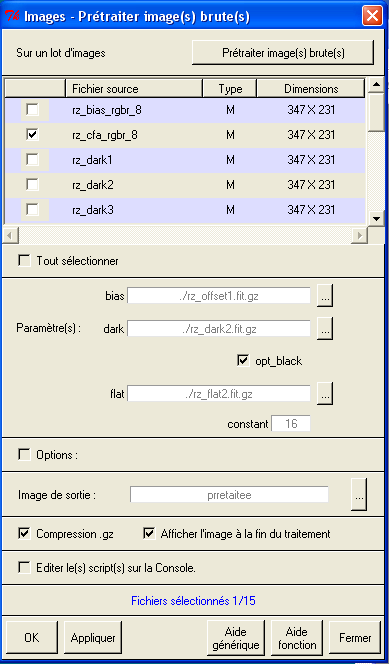 Images - Prétraiter image(s) brute(s)
Sur un lot d'images Prétraiter image(s) brute(s)
Fichier source Type Dimensions
rz_bias_rgbr_8 M 347 X 231
rz_cfa_rgbr_8 M 347 X 231
rz_dark1 M 347 X 231
rz_dark2 M 347 X 231
rz_dark3 M 347 X 231
Tout sélectionner
bias ./rz_offset1.fit.gz ...
Paramètre(s) : dark ./rz_dark2.fit.gz ...
opt_black
flat ./rz_flat2.fit.gz ...
constant 16
Options :
Image de sortie : prretaitee ...
Compression .gz Afficher l'image à la fin du traitement
Editer le(s) script(s) sur la Console.
Fichiers sélectionnés 1/15
OK Appliquer Aide générique Aide fonction Fermer